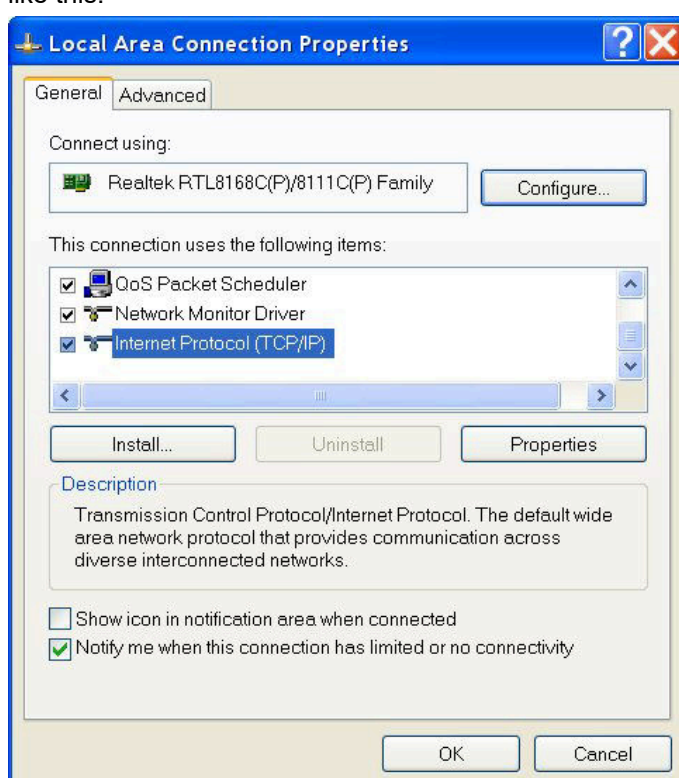 like this:
Local Area Connection Properties
General Advanced
Connect using:
Realtek RTL8168C(P)/8111C(P) Family
Configure...
This connection uses the following items:
QoS Packet Scheduler
Network Monitor Driver
Internet Protocol (TCP/IP)
Install... Uninstall Properties
Description
Transmission Control Protocol/Internet Protocol. The default wide
area network protocol that provides communication across
diverse interconnected networks.
Show icon in notification area when connected
Notify me when this connection has limited or no connectivity
OK Cancel